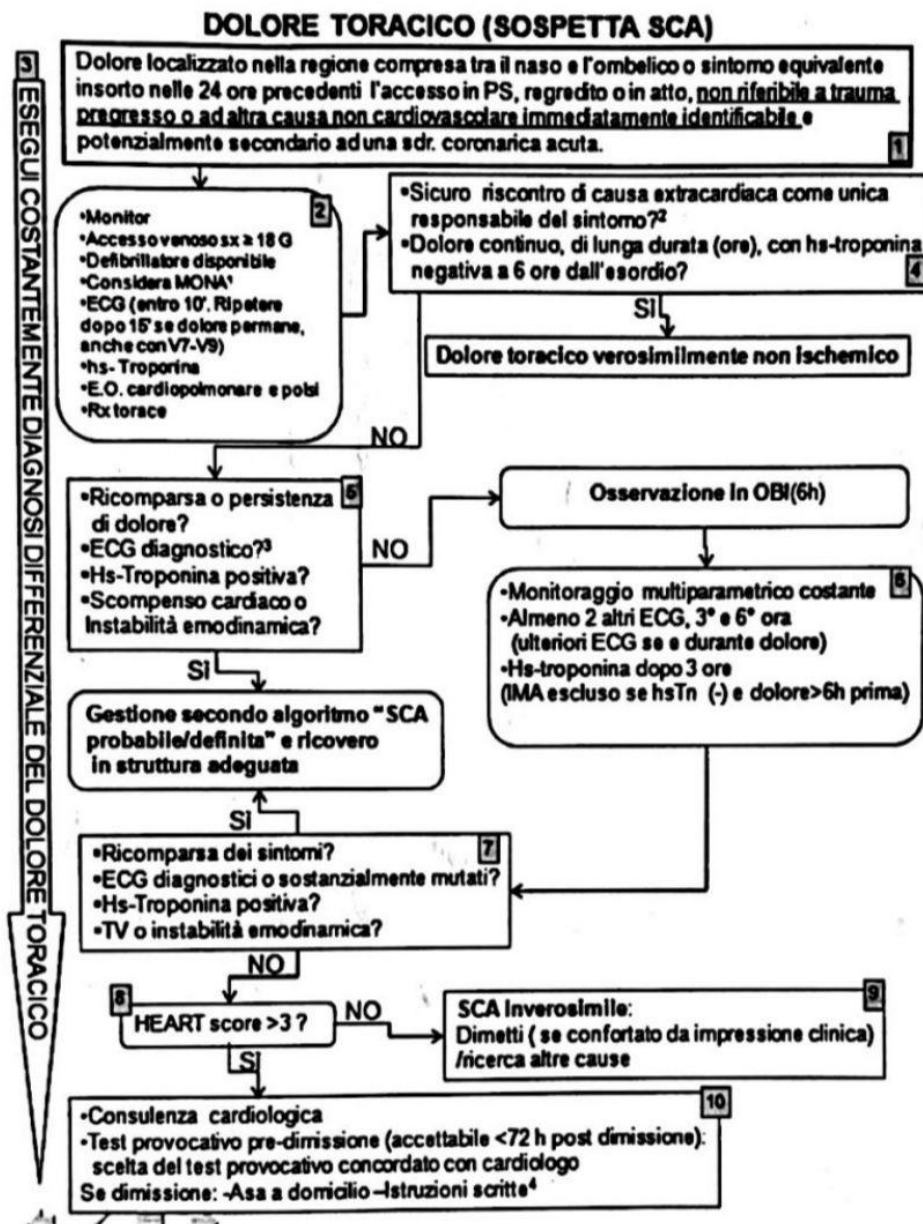 DOLORE TORACICO (SOSPETTA SCA)
3
ESEGUI COSTANTEMENTE DIAGNOSI DIFFERENZIALE DEL DOLORE TORACICO
Dolore localizzato nella regione compresa tra il naso e l'ombelico o sintomo equivalente
insorto nelle 24 ore precedenti l'accesso in PS, regredito o in atto, non riferibile a trauma
pregresso o ad altra causa non cardiovascolare immediatamente identificabile e
potenzialmente secondario ad una sdr. coronarica acuta.
1
2
•Monitor
•Accesso venoso sx ≥ 18 G
•Defibrillatore disponibile
•Considera MONA¹
•ECG (entro 10'. Ripetere
dopo 15' se dolore permane,
anche con V7-V9)
•hs- Troponina
•E.O. cardiopolmonare e polsi
•Rx torace
•Sicuro riscontro di causa extracardiaca come unica
responsabile del sintomo?²
•Dolore continuo, di lunga durata (ore), con hs-troponina
negativa a 6 ore dall'esordio?
4
SÌ
Dolore toracico verosimilmente non ischemico
NO
5
•Ricomparsa o persistenza
di dolore?
•ECG diagnostico?³
•Hs-Troponina positiva?
•Scompenso cardiaco o
Instabilità emodinamica?
NO
Osservazione in OBI(6h)
6
•Monitoraggio multiparametrico costante
•Almeno 2 altri ECG, 3° e 6° ora
(ulteriori ECG se e durante dolore)
•Hs-troponina dopo 3 ore
(IMA escluso se hsTn (-) e dolore>6h prima)
SÌ
Gestione secondo algoritmo "SCA
probabile/definita" e ricovero
in struttura adeguata
SÌ
7
•Ricomparsa dei sintomi?
•ECG diagnostici o sostanzialmente mutati?
•Hs-Troponina positiva?
•TV o instabilità emodinamica?
NO
8
HEART score >3 ?
NO
9
SCA Inverosimile:
Dimetti ( se confortato da impressione clinica)
/ricerca altre cause
SÌ
10
•Consulenza cardiologica
•Test provocativo pre-dimissione (accettabile <72 h post dimissione):
scelta del test provocativo concordato con cardiologo
Se dimissione: -Asa a domicilio –Istruzioni scritte⁴